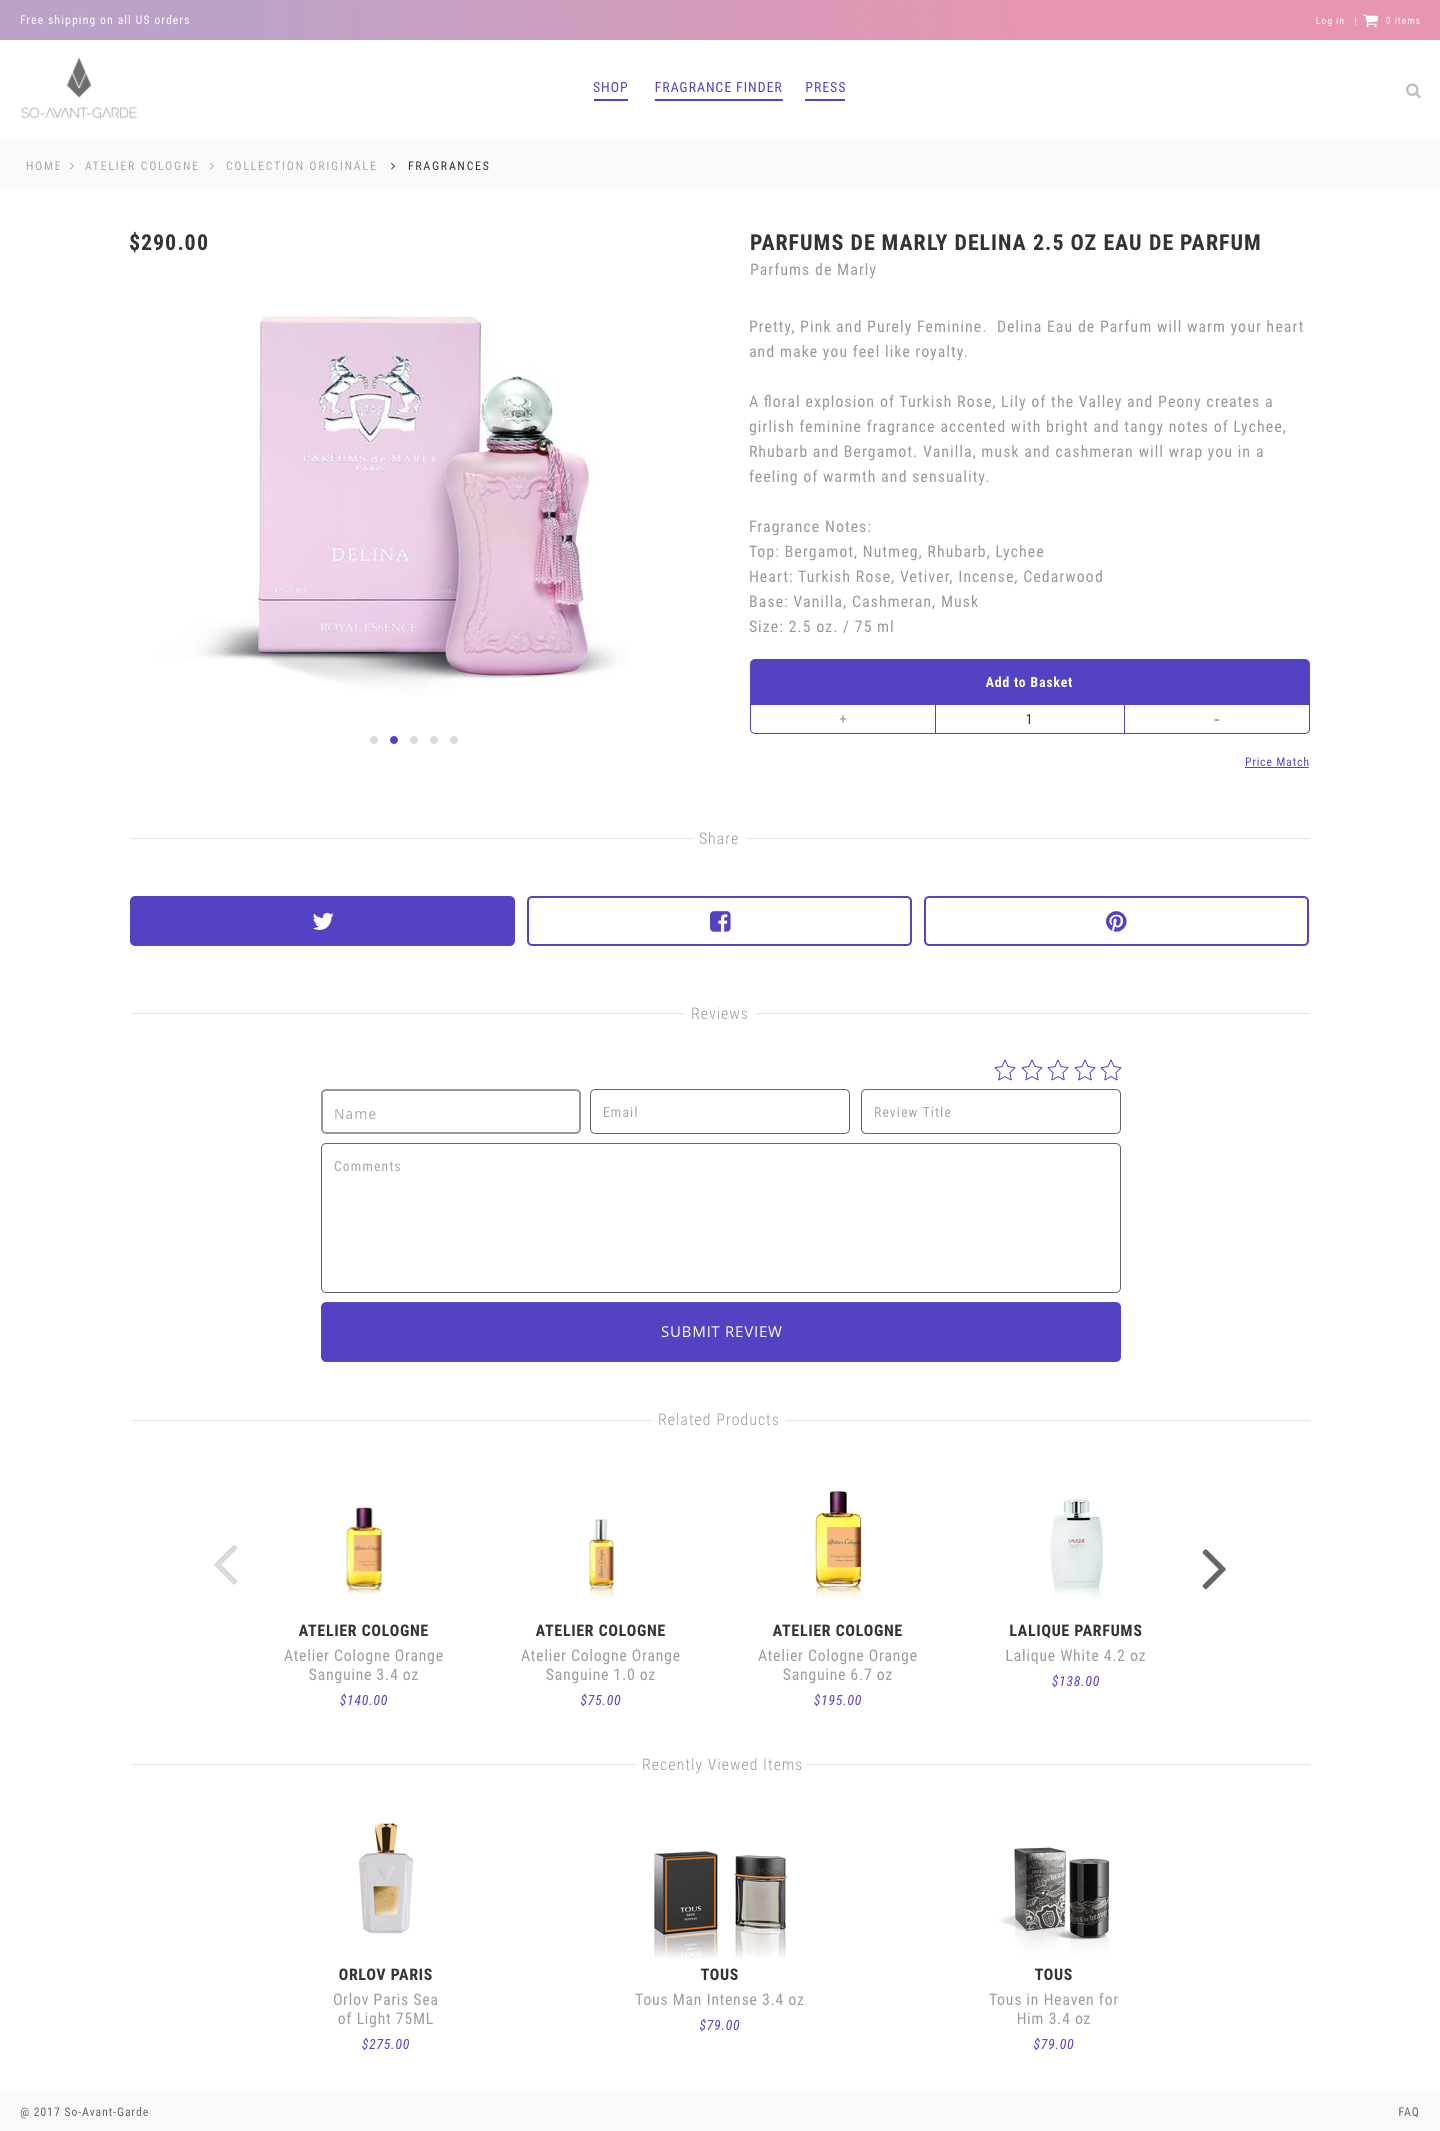 Free shipping on all US orders
Log in | 0 items
SO-AVANT-GARDE
SHOP FRAGRANCE FINDER PRESS
HOME > ATELIER COLOGNE > COLLECTION ORIGINALE > FRAGRANCES
$290.00
PARFUMS de MARLY
PARIS
DELINA
ROYAL ESSENCE
PARFUMS DE MARLY DELINA 2.5 OZ EAU DE PARFUM
Parfums de Marly
Pretty, Pink and Purely Feminine. Delina Eau de Parfum will warm your heart
and make you feel like royalty.
A floral explosion of Turkish Rose, Lily of the Valley and Peony creates a
girlish feminine fragrance accented with bright and tangy notes of Lychee,
Rhubarb and Bergamot. Vanilla, musk and cashmeran will wrap you in a
feeling of warmth and sensuality.
Fragrance Notes:
Top: Bergamot, Nutmeg, Rhubarb, Lychee
Heart: Turkish Rose, Vetiver, Incense, Cedarwood
Base: Vanilla, Cashmeran, Musk
Size: 2.5 oz. / 75 ml
Add to Basket
+ 1 -
Price Match
Share
Reviews
Name
Email
Review Title
Comments
SUBMIT REVIEW
Related Products
LALIQUE
ATELIER COLOGNE
Atelier Cologne Orange
Sanguine 3.4 oz
$140.00
ATELIER COLOGNE
Atelier Cologne Orange
Sanguine 1.0 oz
$75.00
ATELIER COLOGNE
Atelier Cologne Orange
Sanguine 6.7 oz
$195.00
LALIQUE PARFUMS
Lalique White 4.2 oz
$138.00
Recently Viewed Items
TOUS
ORLOV PARIS
Orlov Paris Sea
of Light 75ML
$275.00
TOUS
Tous Man Intense 3.4 oz
$79.00
TOUS
Tous in Heaven for
Him 3.4 oz
$79.00
@ 2017 So-Avant-Garde
FAQ